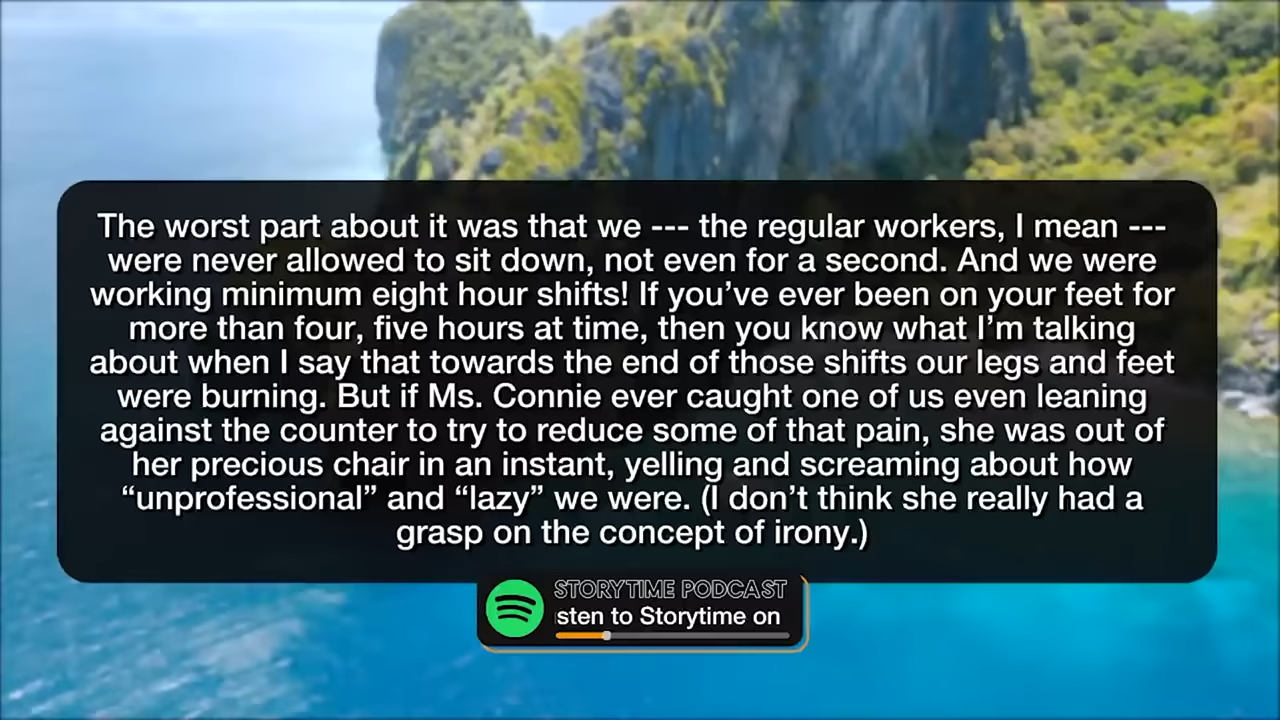 The worst part about it was that we --- the regular workers, I mean ---
were never allowed to sit down, not even for a second. And we were
working minimum eight hour shifts! If you’ve ever been on your feet for
more than four, five hours at time, then you know what I’m talking
about when I say that towards the end of those shifts our legs and feet
were burning. But if Ms. Connie ever caught one of us even leaning
against the counter to try to reduce some of that pain, she was out of
her precious chair in an instant, yelling and screaming about how
“unprofessional” and “lazy” we were. (I don’t think she really had a
grasp on the concept of irony.)
STORYTIME PODCAST
sten to Storytime on